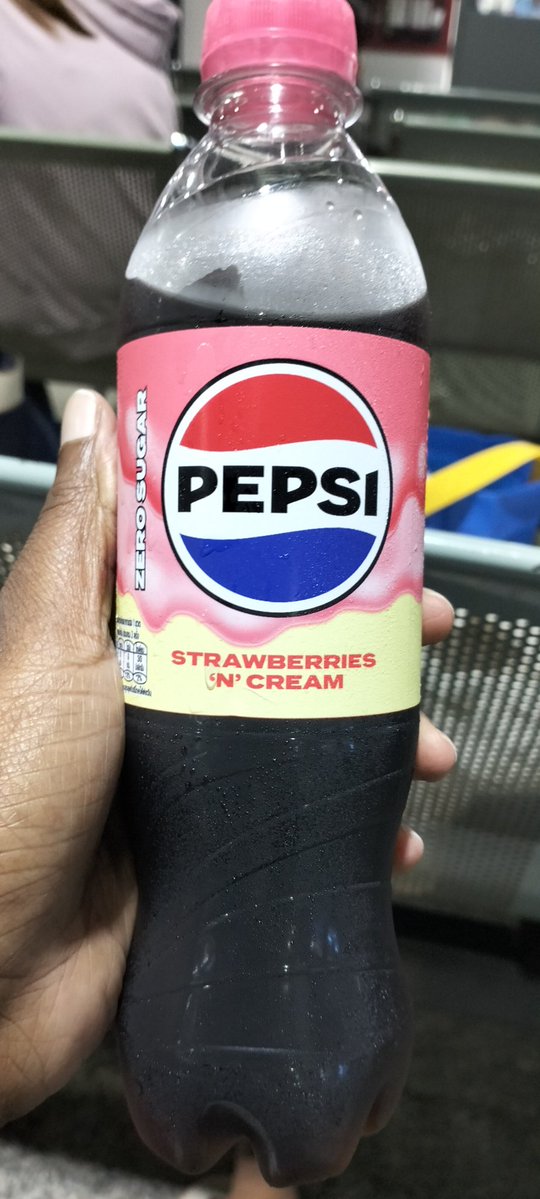 ZERO SUGAR
PEPSI
STRAWBERRIES
‘N’ CREAM